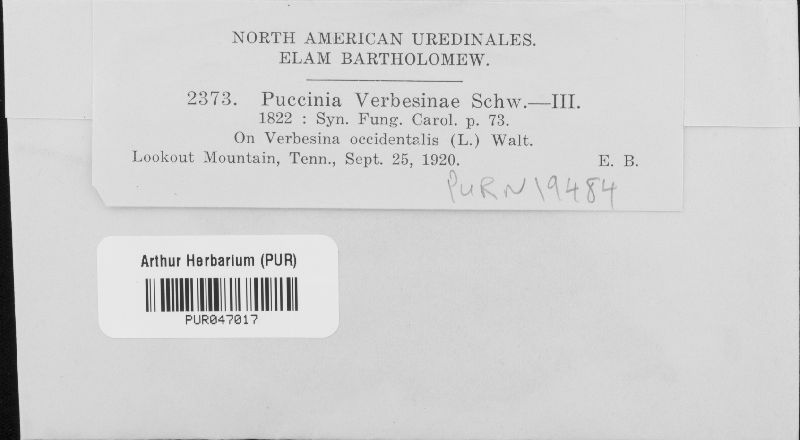 NORTH AMERICAN UREDINALES.
ELAM BARTHOLOMEW.
2373. Puccinia Verbesinae Schw.—III.
1822 : Syn. Fung. Carol. p. 73.
On Verbesina occidentalis (L.) Walt.
Lookout Mountain, Tenn., Sept. 25, 1920. E. B.
PURN19484
Arthur Herbarium (PUR)
PUR047017